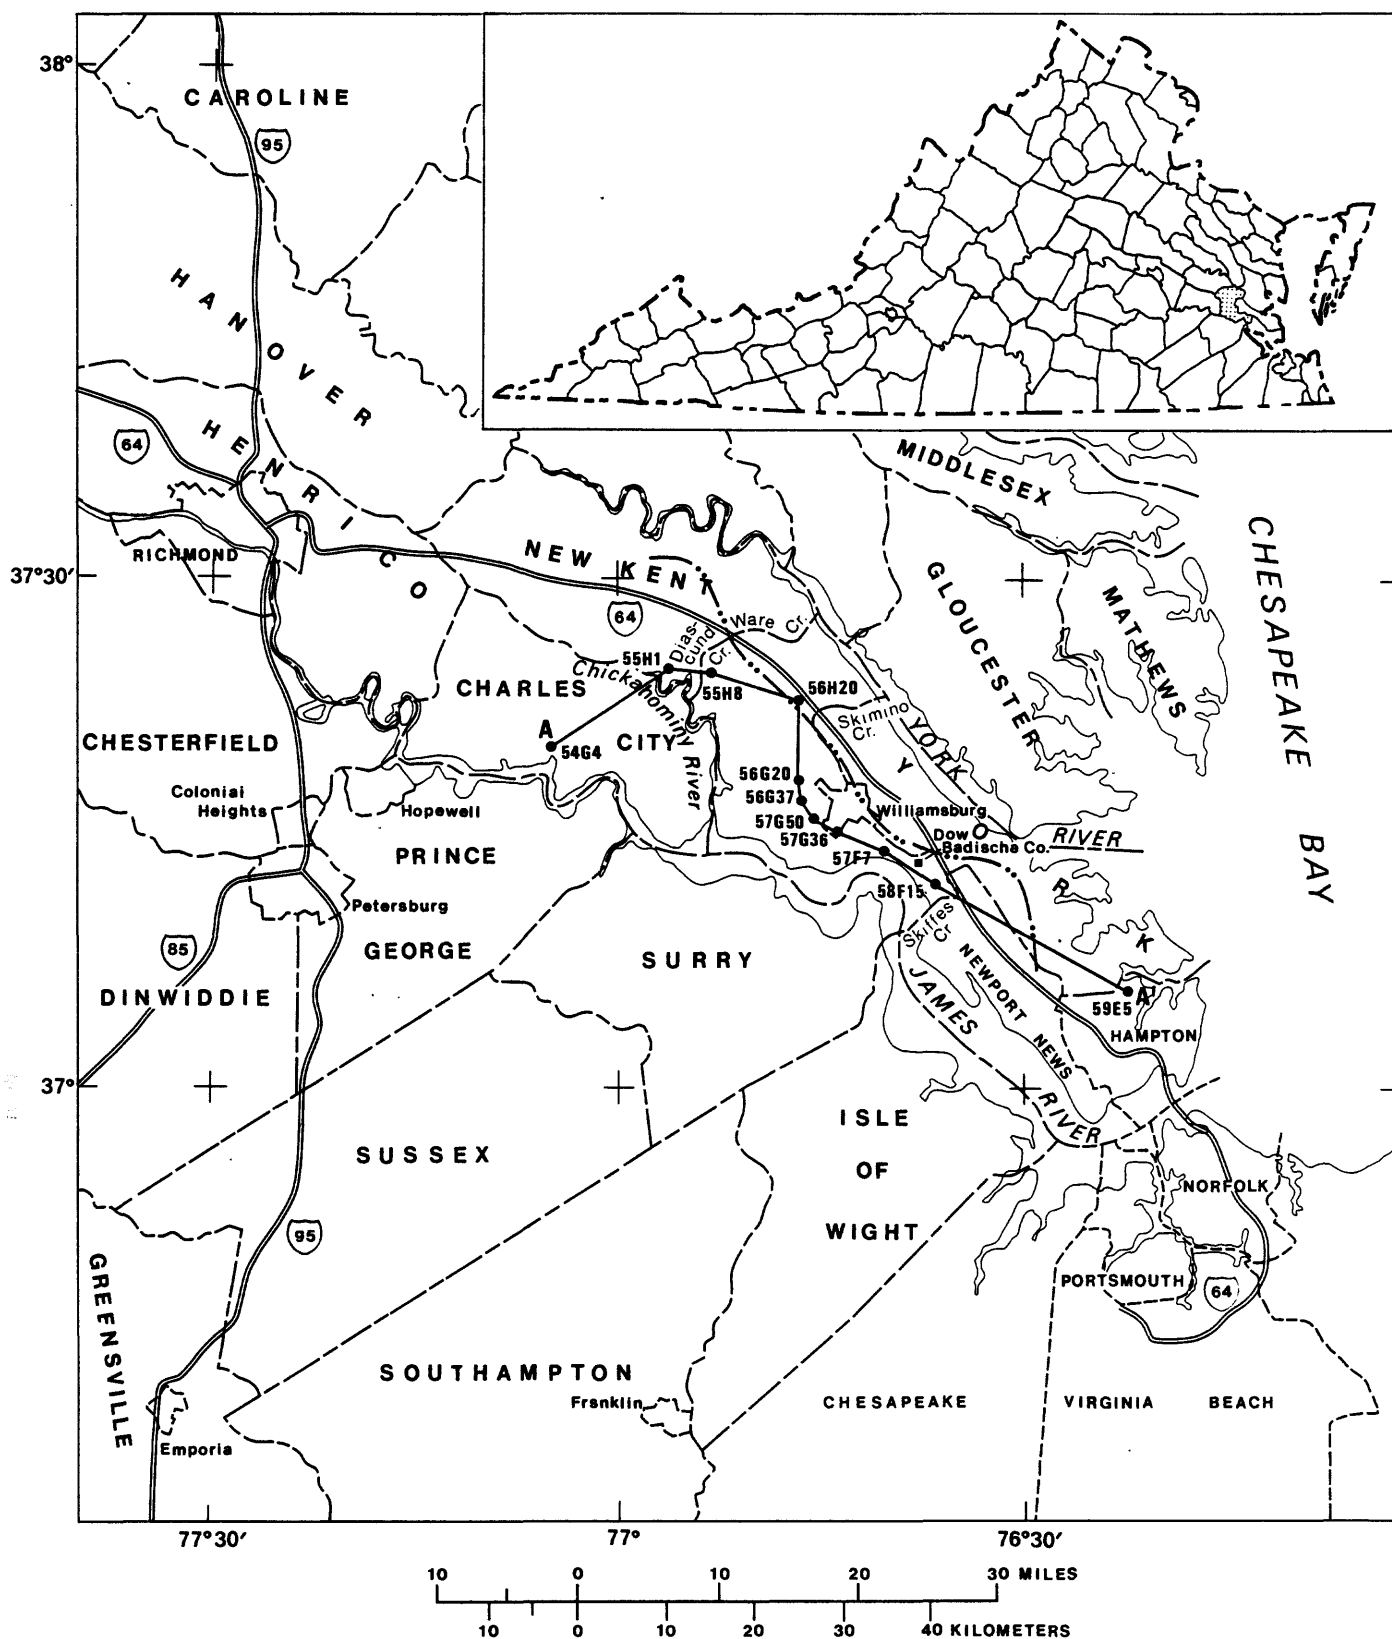 38°
CAROLINE
95
HANOVER
64
HENRICO
MIDDLESEX
RICHMOND
NEW KENT
37°30'
64
Ware Cr.
Diascund Cr.
GLOUCESTER
MATHEWS
CHESAPEAKE BAY
55H1
Chickahominy River
55H8
56H20
CHARLES CITY
Skimino Cr.
YORK RIVER
YORK
CHESTERFIELD
A
54G4
Colonial
Heights
Hopewell
56G20
56G37
Williamsburg
57G50
57G36
Dow
Badische Co.
57F7
PRINCE
GEORGE
58F15
Petersburg
Skiffes
Cr
85
SURRY
NEWPORT NEWS
JAMES RIVER
DINWIDDIE
A'
59E5
HAMPTON
37°
ISLE
OF
WIGHT
SUSSEX
NORFOLK
95
PORTSMOUTH
64
GREENSVILLE
SOUTHAMPTON
Franklin
CHESAPEAKE
VIRGINIA BEACH
Emporia
77°30'
77°
76°30'
10 0 10 20 30 MILES
10 0 10 20 30 40 KILOMETERS